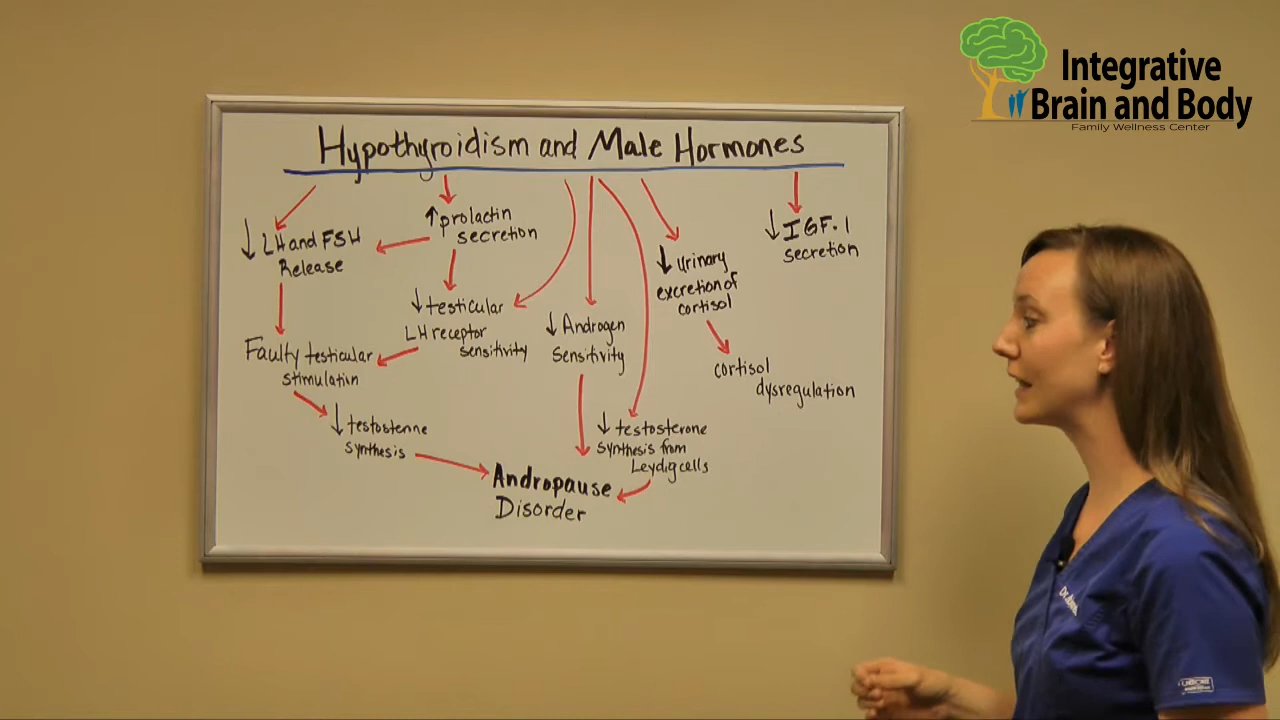 Integrative
Brain and Body
Family Wellness Center
Hypothyroidism and Male Hormones
↓ LH and FSH
Release
↑ prolactin
secretion
↓ IGF-1
secretion
↓ Urinary
excretion of
cortisol
↓ testicular
LH receptor
sensitivity
↓ Androgen
Sensitivity
Faulty testicular
stimulation
cortisol
dysregulation
↓ testosterone
synthesis
↓ testosterone
synthesis from
Leydig cells
Andropause
Disorder
Dr.